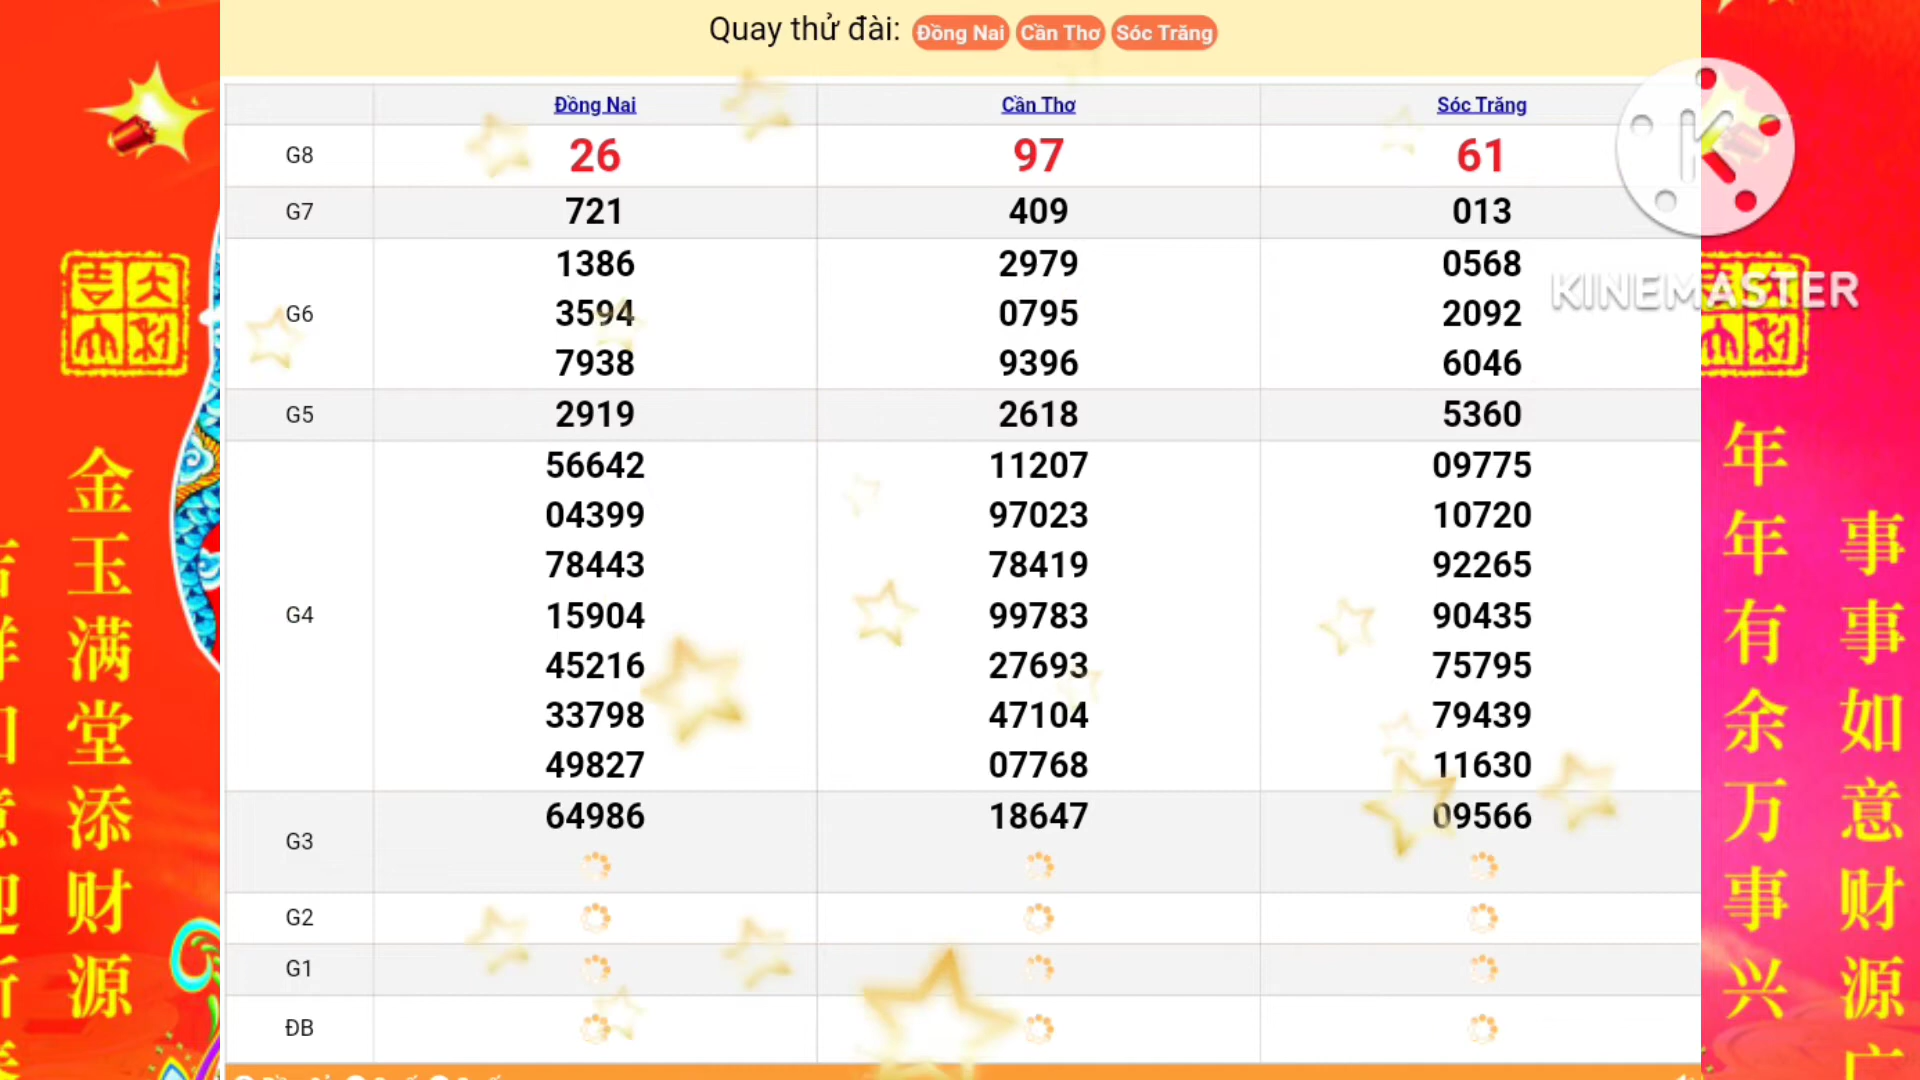 Quay thử đài: Đồng Nai Cần Thơ Sóc Trăng
Đồng Nai Cần Thơ Sóc Trăng
G8 26 97 61
G7 721 409 013
G6
1386 2979 0568
3594 0795 2092
7938 9396 6046
G5 2919 2618 5360
G4
56642 11207 09775
04399 97023 10720
78443 78419 92265
15904 99783 90435
45216 27693 75795
33798 47104 79439
49827 07768 11630
G3
64986 18647 09566
G2
G1
ĐB
KINEMASTER
金玉满堂添财源
年年有余万事兴
事事如意财源广